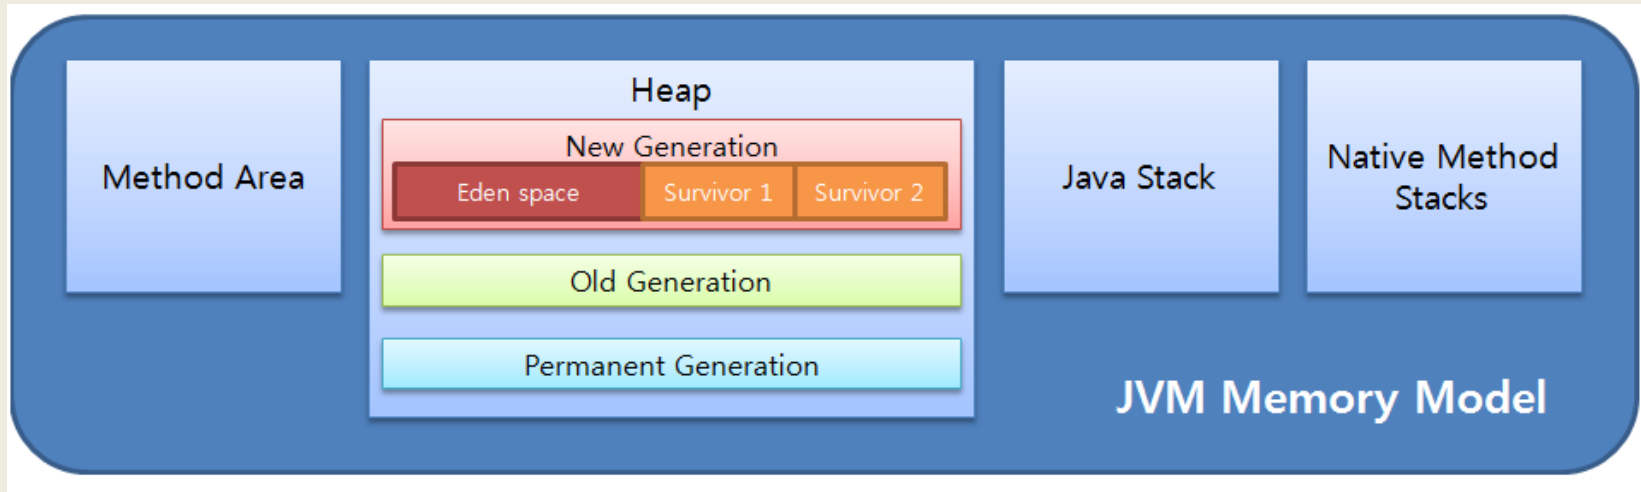 Method Area
Heap
New Generation
Eden space
Survivor 1
Survivor 2
Old Generation
Permanent Generation
Java Stack
Native Method
Stacks
JVM Memory Model